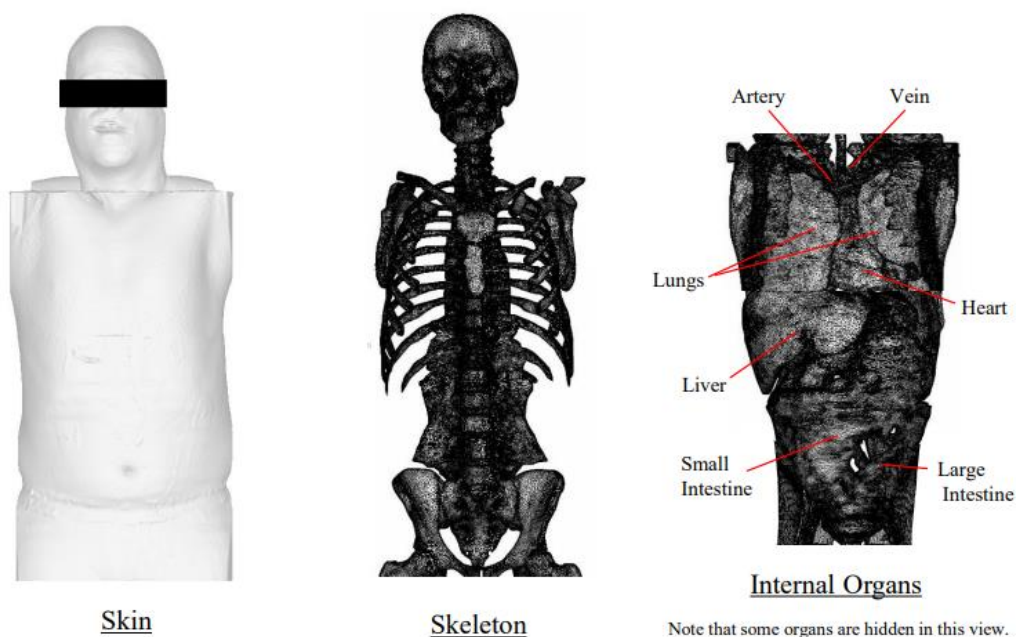 Artery
Vein
Lungs
Heart
Liver
Small
Intestine
Large
Intestine
Skin
Skeleton
Internal Organs
Note that some organs are hidden in this view.